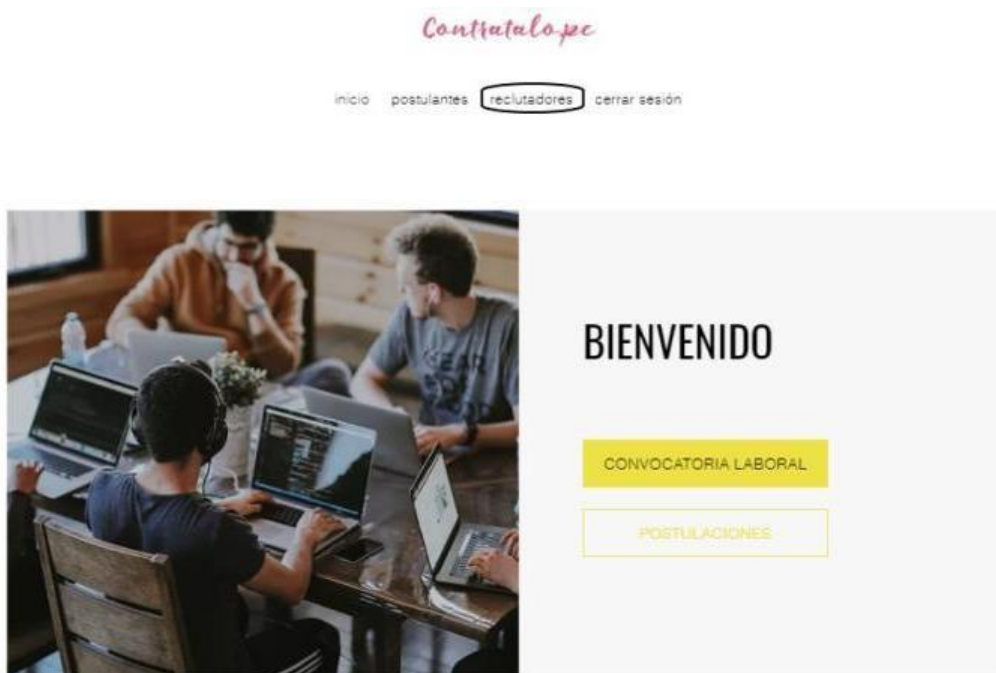 Contratalo.pe
inicio postulantes reclutadores cerrar sesión
BIENVENIDO
CONVOCATORIA LABORAL
POSTULACIONES